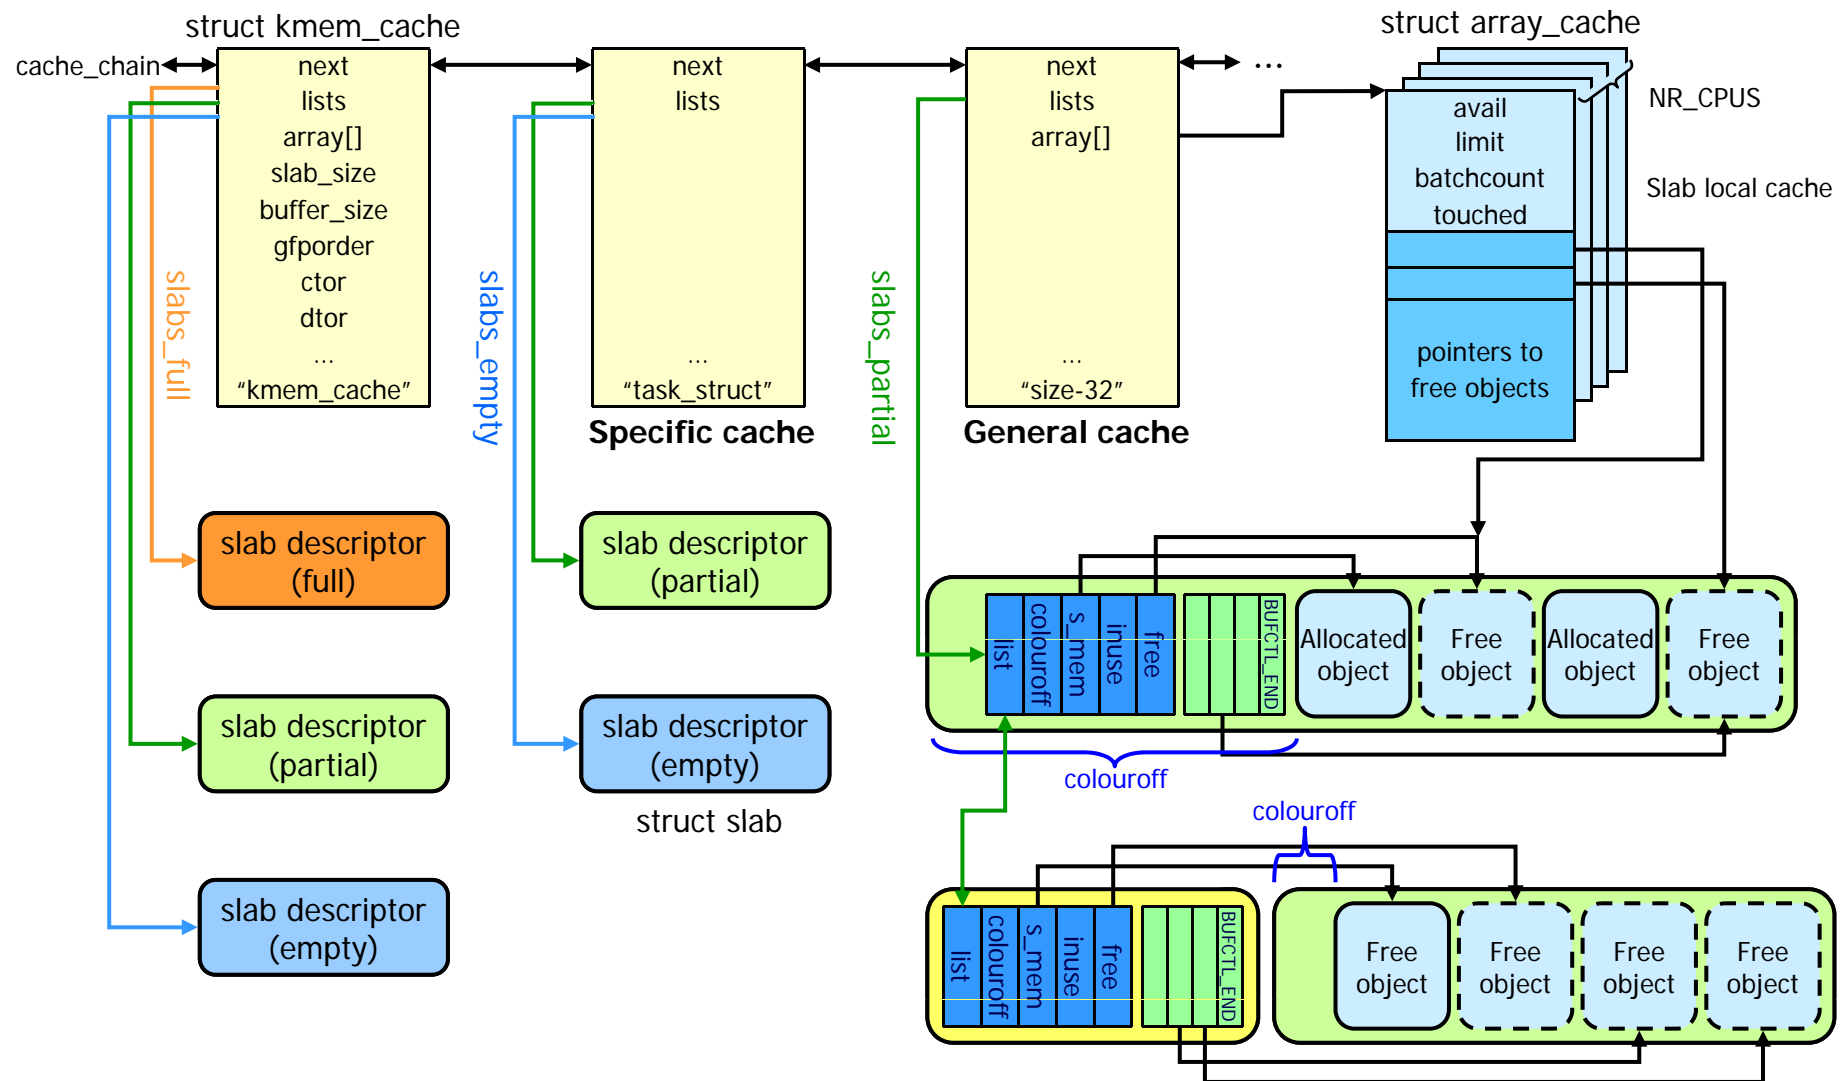 struct kmem_cache
struct array_cache
cache_chain
next
lists
array[]
slab_size
buffer_size
gfporder
ctor
dtor
...
“kmem_cache”
next
lists
...
“task_struct”
Specific cache
next
lists
array[]
...
“size-32”
General cache
...
avail
limit
batchcount
touched
pointers to
free objects
NR_CPUS
Slab local cache
slabs_full
slabs_empty
slabs_partial
slab descriptor
(full)
slab descriptor
(partial)
slab descriptor
(empty)
slab descriptor
(partial)
slab descriptor
(empty)
struct slab
list
colouroff
s_mem
inuse
free
BUFCTL_END
Allocated
object
Free
object
Allocated
object
Free
object
colouroff
colouroff
list
colouroff
s_mem
inuse
free
BUFCTL_END
Free
object
Free
object
Free
object
Free
object